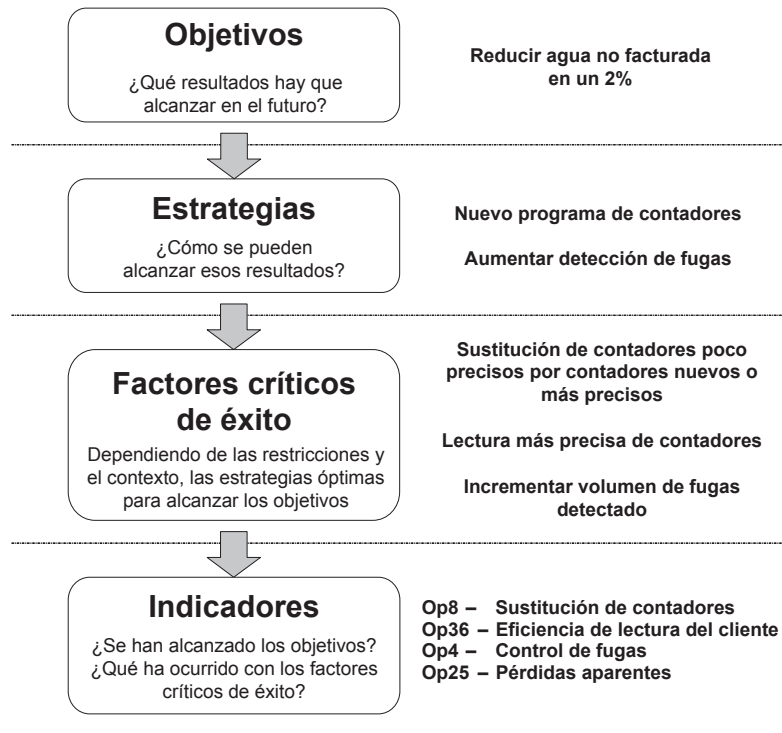 Objetivos
¿Qué resultados hay que
alcanzar en el futuro?
Reducir agua no facturada
en un 2%
Estrategias
¿Cómo se pueden
alcanzar esos resultados?
Nuevo programa de contadores
Aumentar detección de fugas
Factores críticos
de éxito
Dependiendo de las restricciones y
el contexto, las estrategias óptimas
para alcanzar los objetivos
Sustitución de contadores poco
precisos por contadores nuevos o
más precisos
Lectura más precisa de contadores
Incrementar volumen de fugas
detectado
Indicadores
¿Se han alcanzado los objetivos?
¿Qué ha ocurrido con los factores
críticos de éxito?
Op8 – Sustitución de contadores
Op36 – Eficiencia de lectura del cliente
Op4 – Control de fugas
Op25 – Pérdidas aparentes